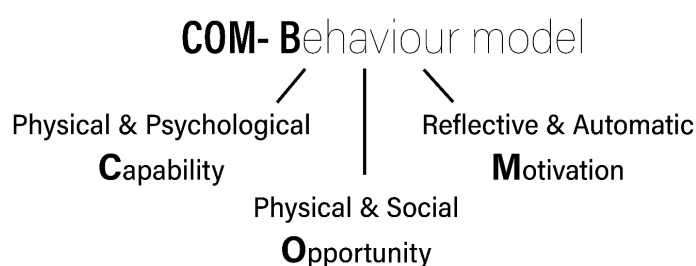 COM- Behaviour model
Physical & Psychological
Capability
Reflective & Automatic
Motivation
Physical & Social
Opportunity